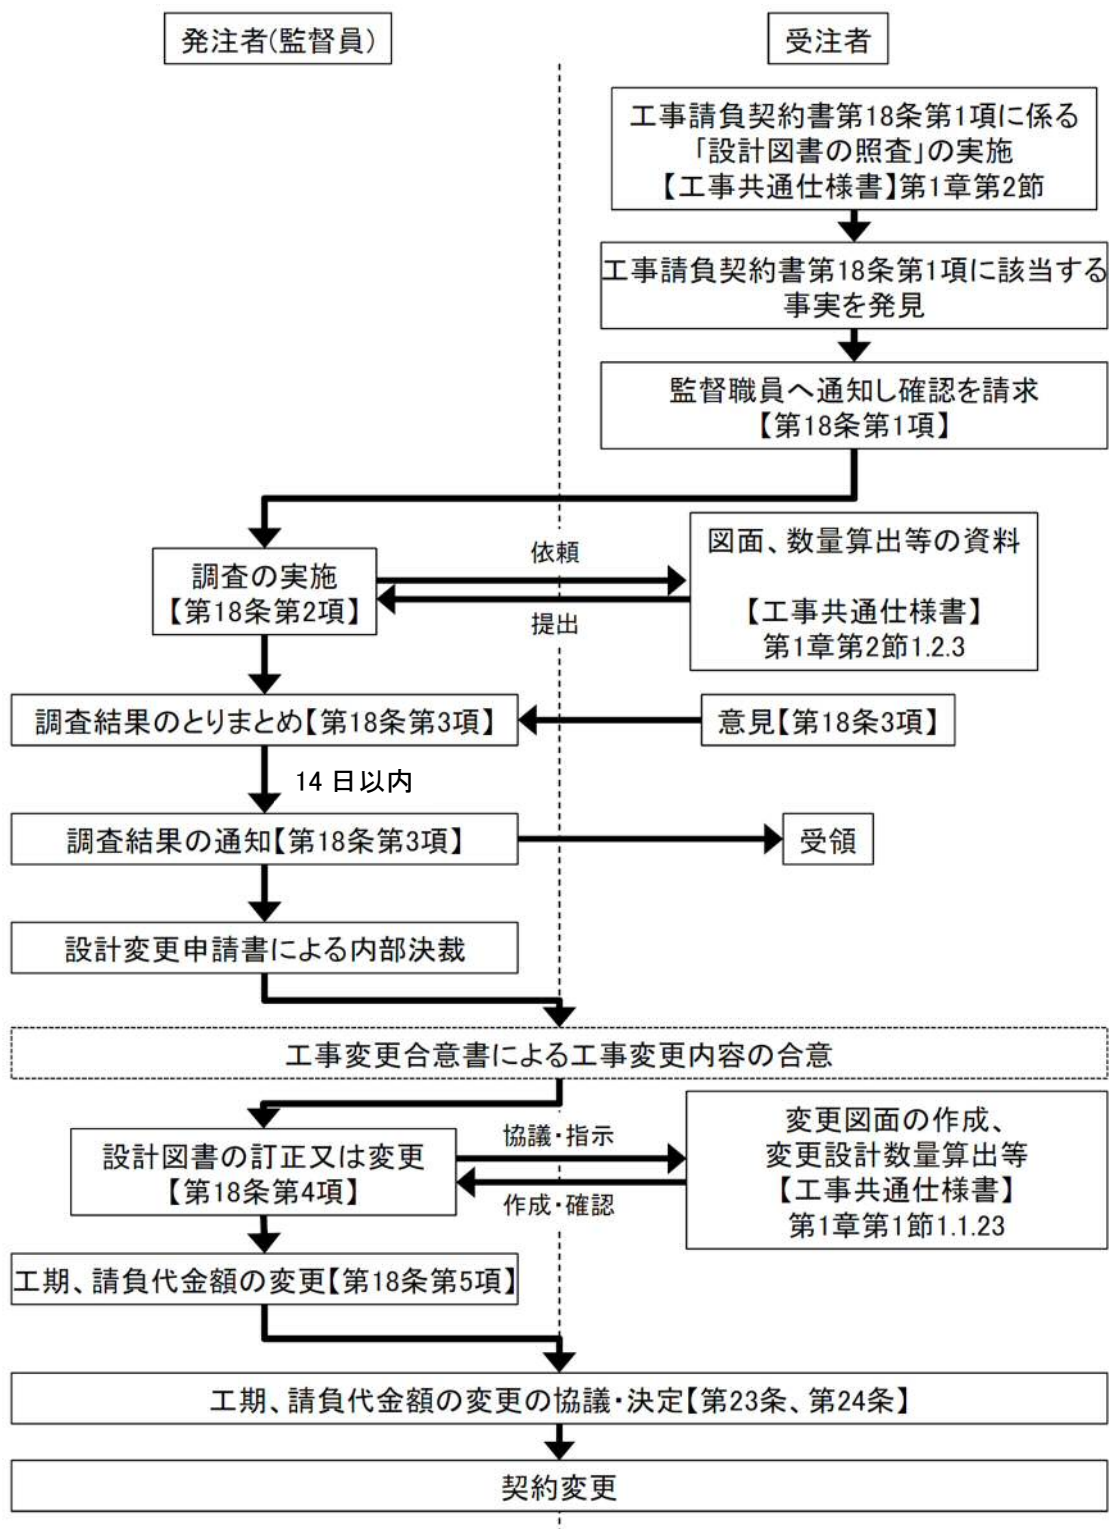 発注者(監督員)
受注者
工事請負契約書第18条第1項に係る
「設計図書の照査」の実施
【工事共通仕様書】第1章第2節
工事請負契約書第18条第1項に該当する
事実を発見
監督職員へ通知し確認を請求
【第18条第1項】
調査の実施
【第18条第2項】
依頼
提出
図面、数量算出等の資料
【工事共通仕様書】
第1章第2節1.2.3
調査結果のとりまとめ【第18条第3項】
意見【第18条3項】
14 日以内
調査結果の通知【第18条第3項】
受領
設計変更申請書による内部決裁
工事変更合意書による工事変更内容の合意
設計図書の訂正又は変更
【第18条第4項】
協議・指示
作成・確認
変更図面の作成、
変更設計数量算出等
【工事共通仕様書】
第1章第1節1.1.23
工期、請負代金額の変更【第18条第5項】
工期、請負代金額の変更の協議・決定【第23条、第24条】
契約変更